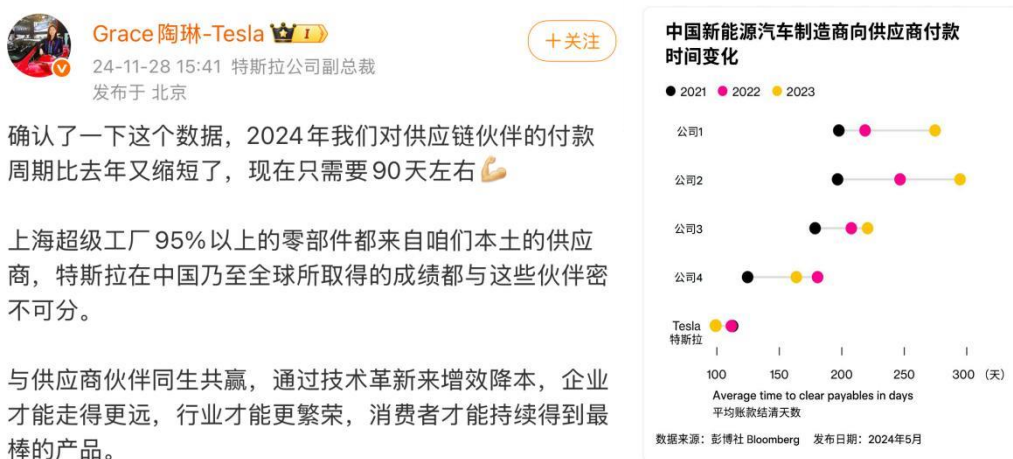 Grace陶琳-Tesla I
+关注
24-11-28 15:41 特斯拉公司副总裁
发布于 北京
确认了一下这个数据，2024年我们对供应链伙伴的付款
周期比去年又缩短了，现在只需要90天左右💪🏼
上海超级工厂95%以上的零部件都来自咱们本土的供应
商，特斯拉在中国乃至全球所取得的成绩都与这些伙伴密
不可分。
与供应商伙伴同生共赢，通过技术革新来增效降本，企业
才能走得更远，行业才能更繁荣，消费者才能持续得到最
棒的产品。
中国新能源汽车制造商向供应商付款
时间变化
2021 2022 2023
公司1
公司2
公司3
公司4
Tesla
特斯拉
100 150 200 250 300 （天）
Average time to clear payables in days
平均账款结清天数
数据来源：彭博社 Bloomberg 发布日期：2024年5月